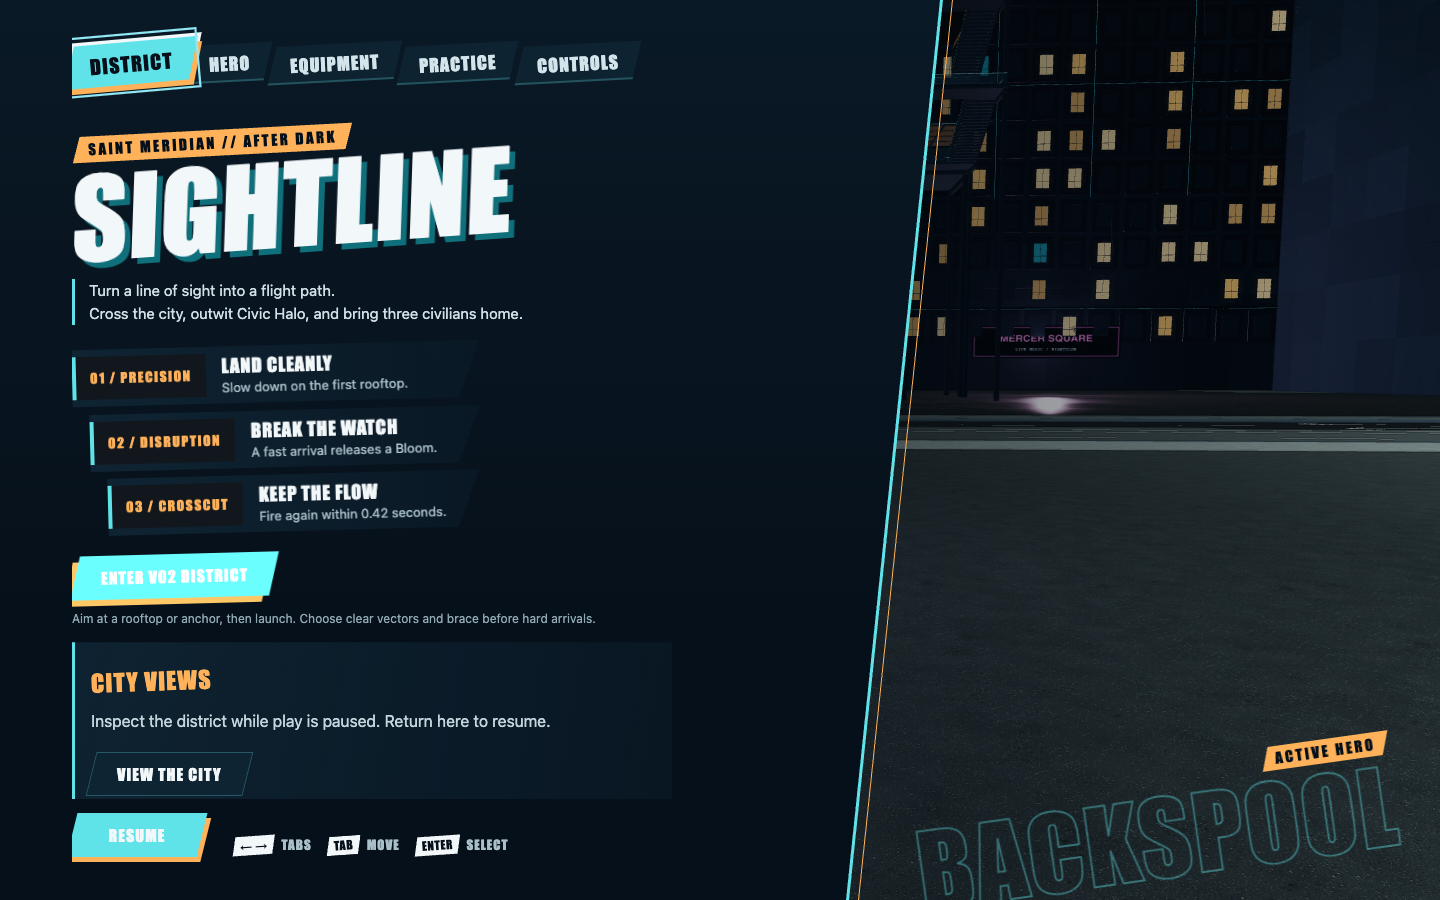 DISTRICT
HERO
EQUIPMENT
PRACTICE
CONTROLS
SAINT MERIDIAN // AFTER DARK
SIGHTLINE
Turn a line of sight into a flight path.
Cross the city, outwit Civic Halo, and bring three civilians home.
01 / PRECISION
LAND CLEANLY
Slow down on the first rooftop.
02 / DISRUPTION
BREAK THE WATCH
A fast arrival releases a Bloom.
03 / CROSSCUT
KEEP THE FLOW
Fire again within 0.42 seconds.
ENTER V02 DISTRICT
Aim at a rooftop or anchor, then launch. Choose clear vectors and brace before hard arrivals.
CITY VIEWS
Inspect the district while play is paused. Return here to resume.
VIEW THE CITY
RESUME
←→ TABS
TAB MOVE
ENTER SELECT
MERCER SQUARE
LIVE MUSIC / NIGHTCLUB
ACTIVE HERO
BACKSPOOL